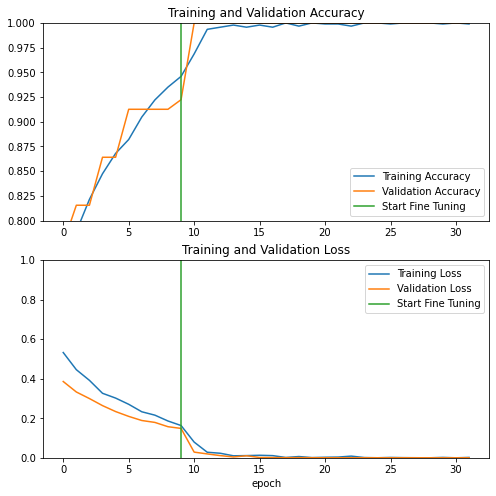 Training and Validation Accuracy
1.000
0.975
0.950
0.925
0.900
0.875
0.850
0.825
0.800
Training Accuracy
Validation Accuracy
Start Fine Tuning
0 5 10 15 20 25 30
Training and Validation Loss
1.0
0.8
0.6
0.4
0.2
0.0
Training Loss
Validation Loss
Start Fine Tuning
0 5 10 15 20 25 30
epoch